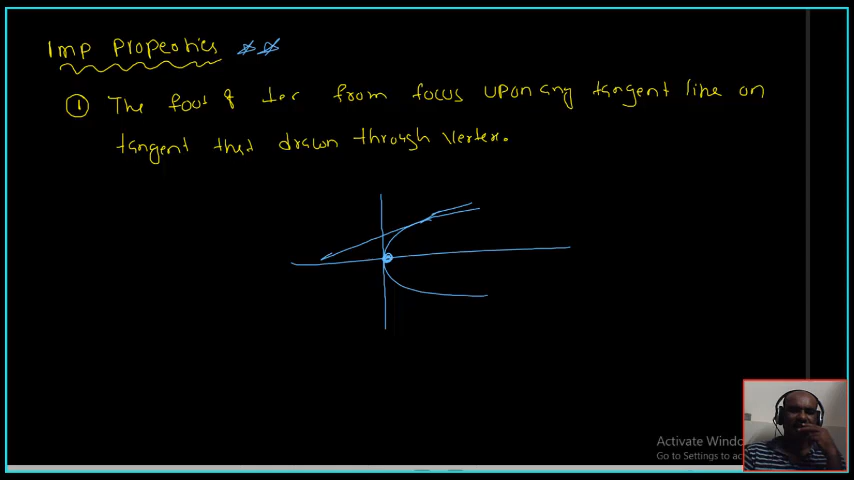 Imp Properties
① The foot of ⊥er from focus upon any tangent line on
tangent that drawn through vertex.
Activate Windo
Go to Settings to ac